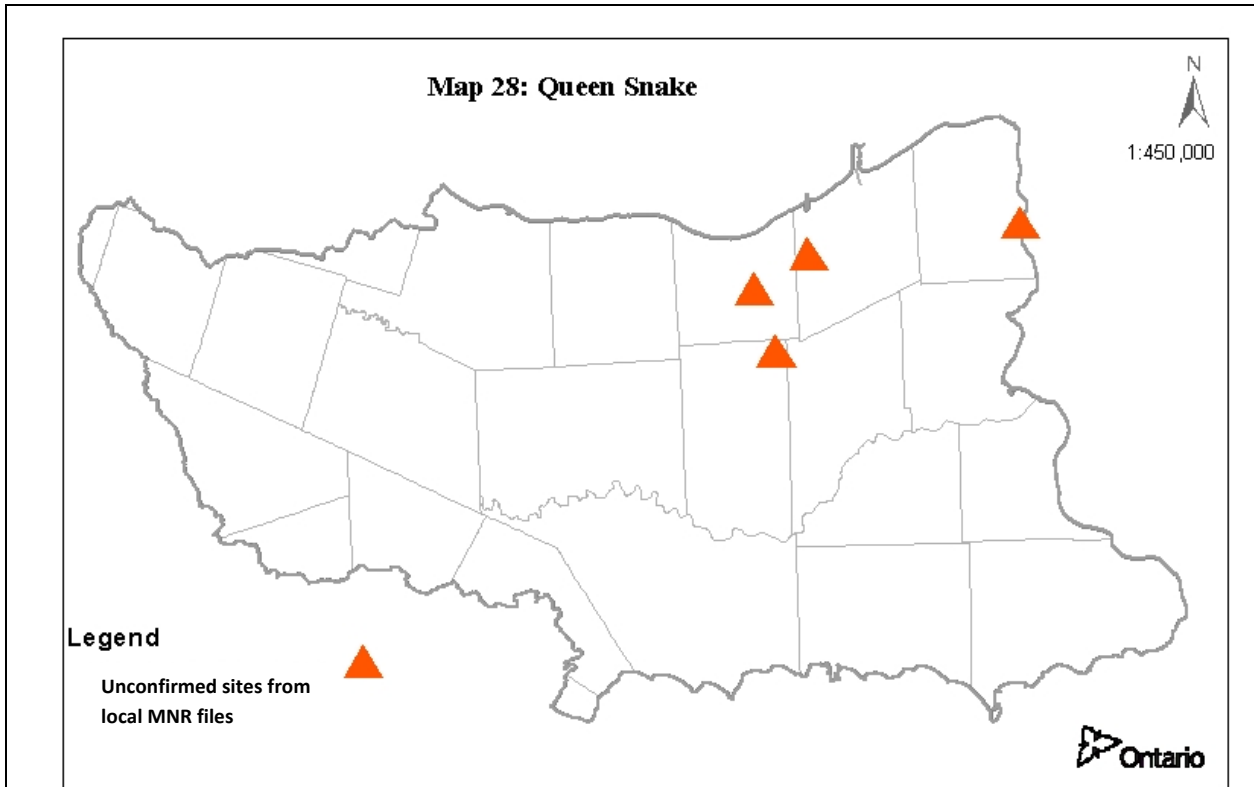 Map 28: Queen Snake
N
1:450,000
Legend
Unconfirmed sites from
local MNR files
Ontario